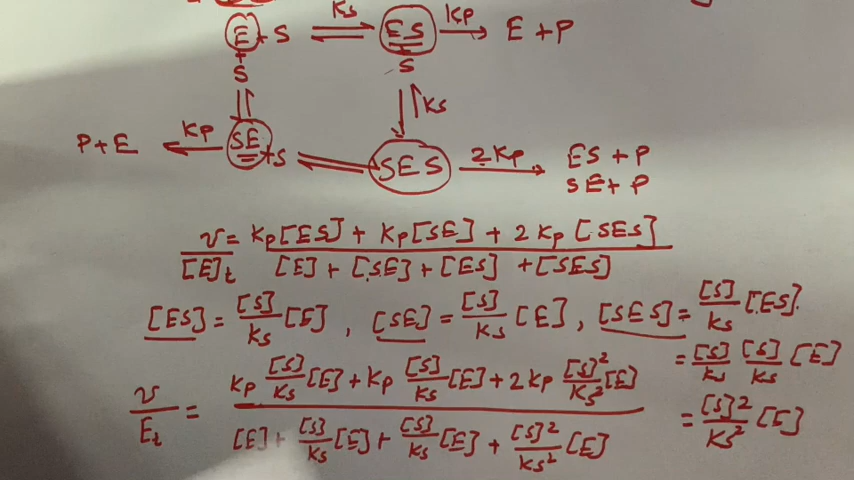 E + S ⇌ Ks ES Kp → E + P
+ S
S
Ks
P + E ← Kp SE + S ⇌ SES 2Kp → ES + P
SE + P
v/[E]t = Kp[ES] + Kp[SE] + 2Kp[SES] / [E] + [SE] + [ES] + [SES]
[ES] = [S]/Ks [E] , [SE] = [S]/Ks [E] , [SES] = [S]/Ks [ES].
= [S]/Ks [S]/Ks [E]
v/Et = Kp [S]/Ks [E] + Kp [S]/Ks [E] + 2Kp [S]²/Ks² [E] / [E] + [S]/Ks [E] + [S]/Ks [E] + [S]²/Ks² [E]
= [S]²/Ks² [E]